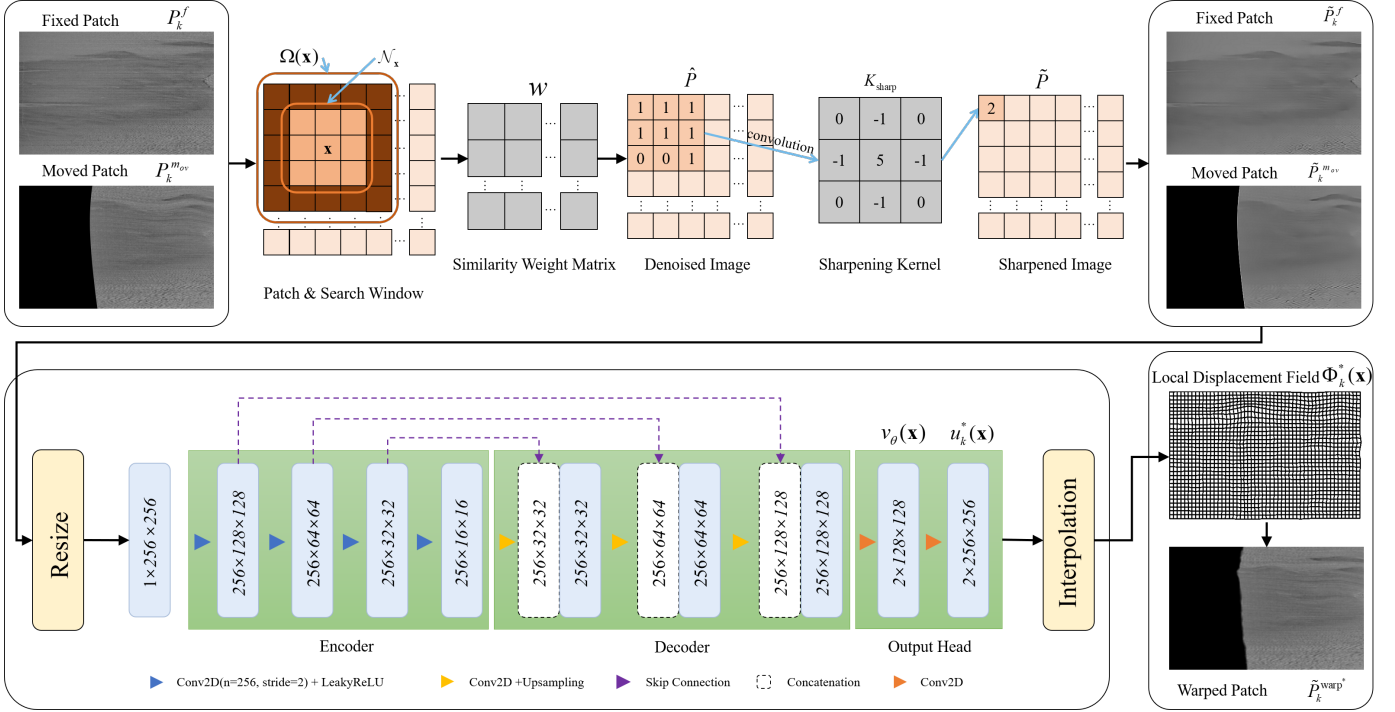 Fixed Patch P_k^f
Moved Patch P_k^{m_{ov}}
Ω(x) 𝒩_x
x
Patch & Search Window
𝒲
Similarity Weight Matrix
P̂
1 1 1
1 1 1
0 0 1
Denoised Image
convolution
K_sharp
0 -1 0
-1 5 -1
0 -1 0
Sharpening Kernel
P̃
2
Sharpened Image
Fixed Patch P̃_k^f
Moved Patch P̃_k^{m_{ov}}
Resize
1×256×256
256×128×128
256×64×64
256×32×32
256×16×16
Encoder
256×32×32
256×32×32
256×64×64
256×64×64
256×128×128
256×128×128
Decoder
v_θ(x) u_k^*(x)
2×128×128
2×256×256
Output Head
Interpolation
Conv2D(n=256, stride=2) + LeakyReLU
Conv2D +Upsampling
Skip Connection
Concatenation
Conv2D
Local Displacement Field Φ_k^*(x)
Warped Patch P̃_k^{warp*}